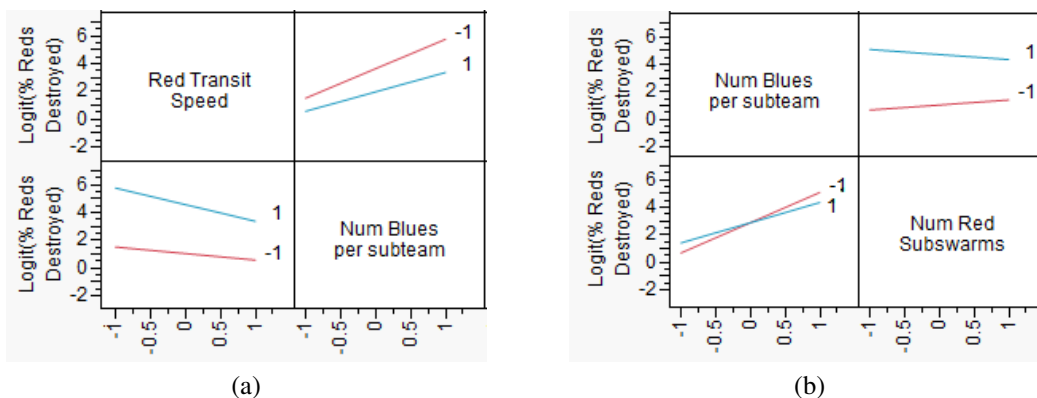 Logit(% Reds
Destroyed)
6
4
2
0
-2
Red Transit
Speed
-1
1
Logit(% Reds
Destroyed)
6
4
2
0
-2
1
-1
Num Blues
per subteam
-1
-0.5
0
0.5
1
-1
-0.5
0
0.5
1
(a)
Logit(% Reds
Destroyed)
6
4
2
0
-2
Num Blues
per subteam
1
-1
Logit(% Reds
Destroyed)
6
4
2
0
-2
-1
1
Num Red
Subswarms
-1
-0.5
0
0.5
1
-1
-0.5
0
0.5
1
(b)